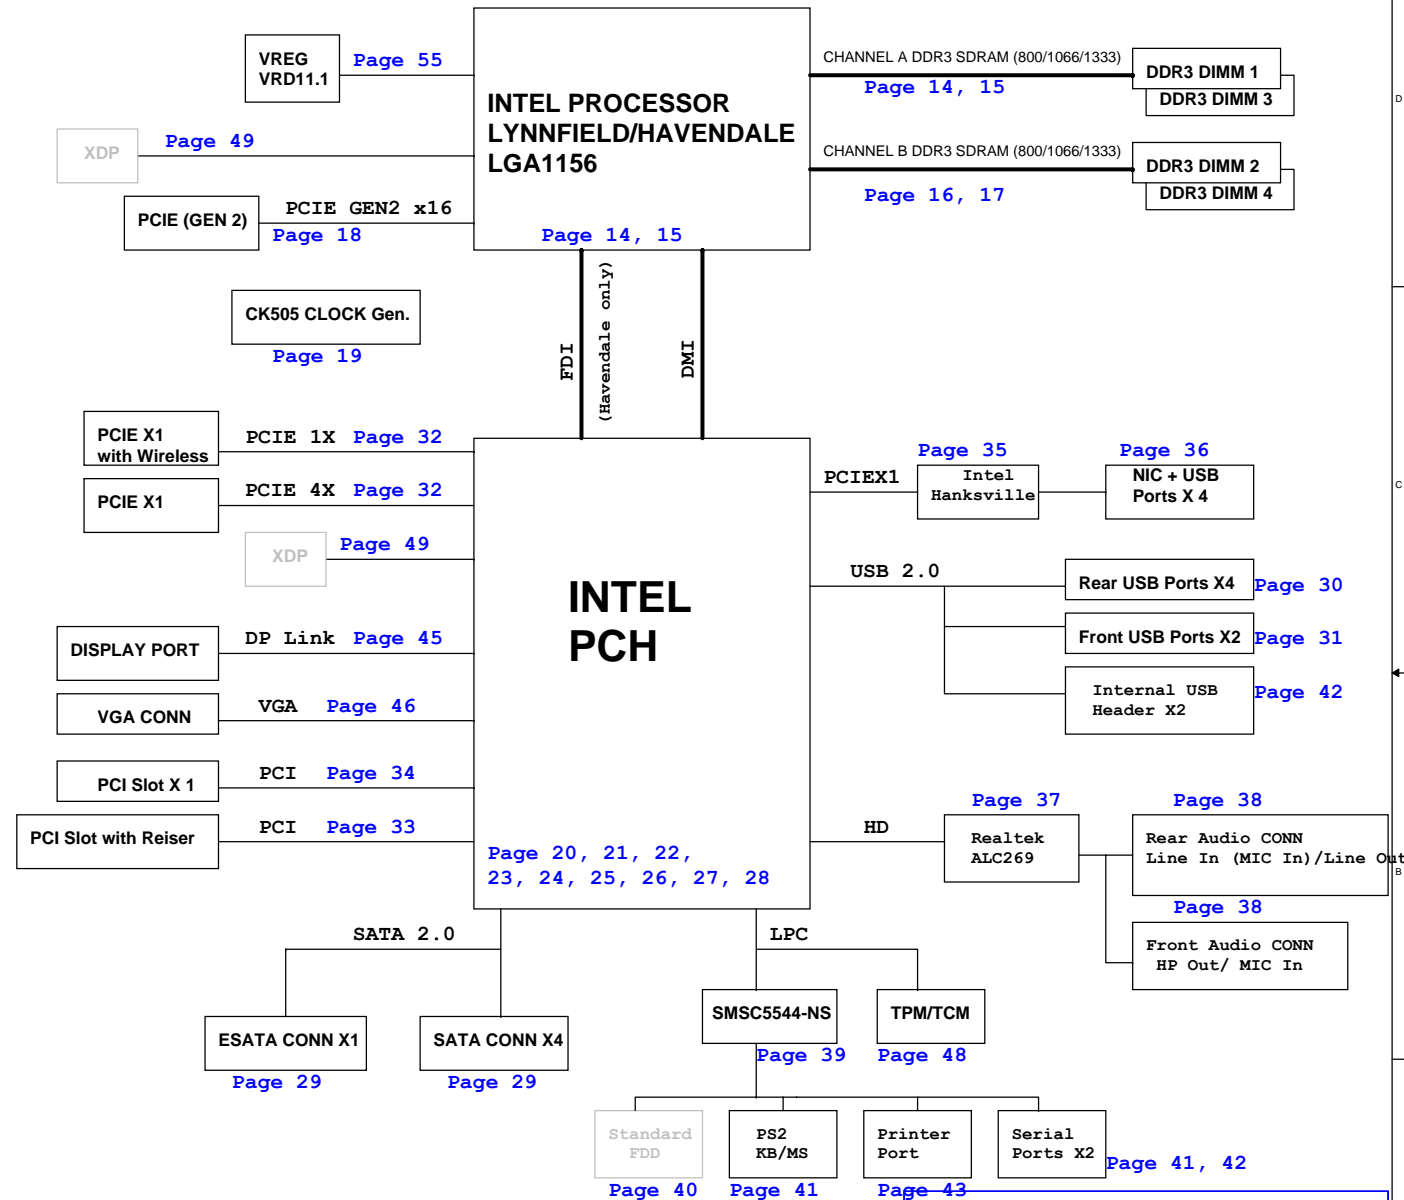 VREG
VRD11.1
Page 55
XDP
Page 49
PCIE (GEN 2)
PCIE GEN2 x16
Page 18
INTEL PROCESSOR
LYNNFIELD/HAVENDALE
LGA1156
Page 14, 15
CHANNEL A DDR3 SDRAM (800/1066/1333)
Page 14, 15
DDR3 DIMM 1
DDR3 DIMM 3
CHANNEL B DDR3 SDRAM (800/1066/1333)
Page 16, 17
DDR3 DIMM 2
DDR3 DIMM 4
D
CK505 CLOCK Gen.
Page 19
FDI
(Havendale only)
DMI
PCIE X1
with Wireless
PCIE 1X Page 32
PCIE X1
PCIE 4X Page 32
XDP
Page 49
DISPLAY PORT
DP Link Page 45
VGA CONN
VGA Page 46
PCI Slot X 1
PCI Page 34
PCI Slot with Reiser
PCI Page 33
INTEL
PCH
Page 20, 21, 22,
23, 24, 25, 26, 27, 28
PCIEX1
Page 35
Intel
Hanksville
Page 36
NIC + USB
Ports X 4
C
USB 2.0
Rear USB Ports X4
Page 30
Front USB Ports X2
Page 31
Internal USB
Header X2
Page 42
HD
Page 37
Realtek
ALC269
Page 38
Rear Audio CONN
Line In (MIC In)/Line Out
B
Page 38
Front Audio CONN
HP Out/ MIC In
SATA 2.0
ESATA CONN X1
Page 29
SATA CONN X4
Page 29
LPC
SMSC5544-NS
Page 39
TPM/TCM
Page 48
Standard
FDD
Page 40
PS2
KB/MS
Page 41
Printer
Port
Page 43
Serial
Ports X2
Page 41, 42